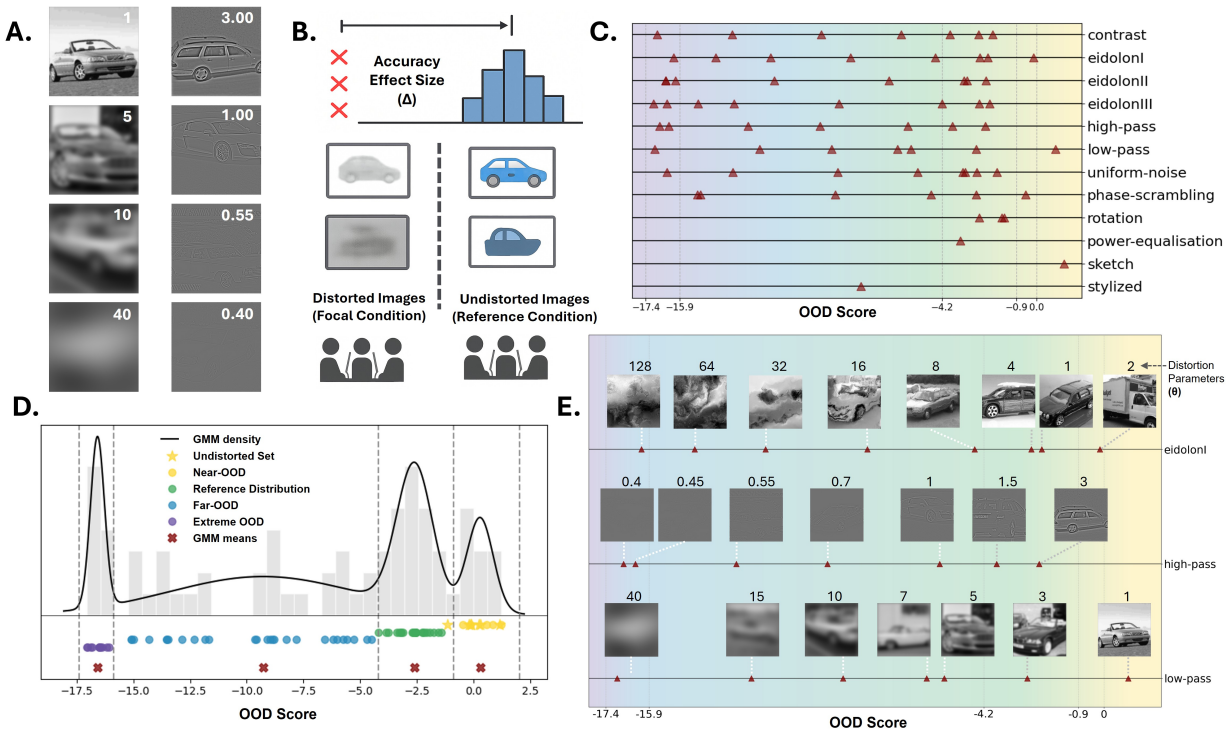 A.
1
3.00
5
1.00
10
0.55
40
0.40
B.
Accuracy
Effect Size
(Δ)
Distorted Images
(Focal Condition)
Undistorted Images
(Reference Condition)
C.
contrast
eidolonI
eidolonII
eidolonIII
high-pass
low-pass
uniform-noise
phase-scrambling
rotation
power-equalisation
sketch
stylized
−17.4 −15.9 −4.2 −0.9 0.0
OOD Score
D.
GMM density
Undistorted Set
Near-OOD
Reference Distribution
Far-OOD
Extreme OOD
GMM means
−17.5 −15.0 −12.5 −10.0 −7.5 −5.0 −2.5 0.0 2.5
OOD Score
E.
128 64 32 16 8 4 1 2
Distortion
Parameters
(θ)
eidolonI
0.4 0.45 0.55 0.7 1 1.5 3
high-pass
40 15 10 7 5 3 1
low-pass
-17.4 -15.9 -4.2 -0.9 0
OOD Score